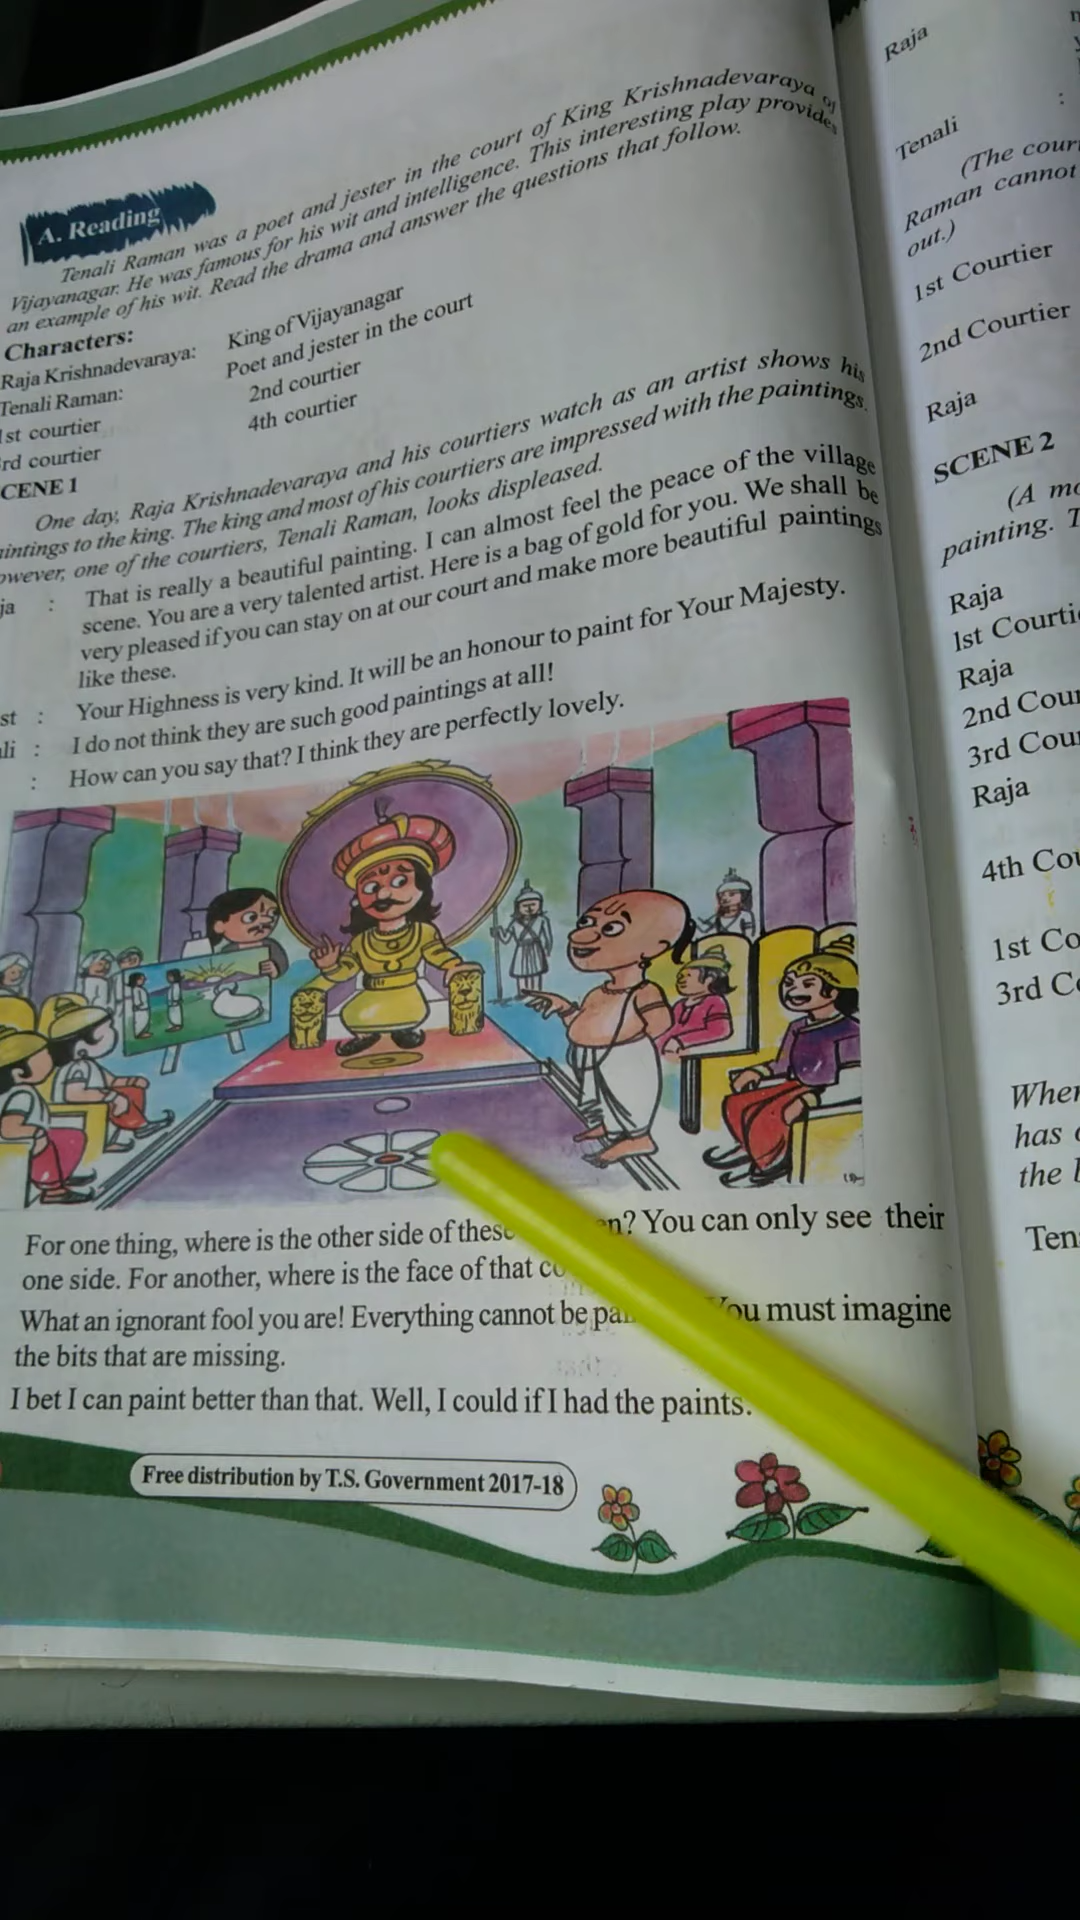 A. Reading
Tenali Raman was a poet and jester in the court of King Krishnadevaraya of
Vijayanagar. He was famous for his wit and intelligence. This interesting play provides
an example of his wit. Read the drama and answer the questions that follow.
Characters:
Raja Krishnadevaraya: King of Vijayanagar
Tenali Raman: Poet and jester in the court
1st courtier 2nd courtier
rd courtier 4th courtier
CENE 1
One day, Raja Krishnadevaraya and his courtiers watch as an artist shows his
aintings to the king. The king and most of his courtiers are impressed with the paintings.
owever, one of the courtiers, Tenali Raman, looks displeased.
ja : That is really a beautiful painting. I can almost feel the peace of the village
scene. You are a very talented artist. Here is a bag of gold for you. We shall be
very pleased if you can stay on at our court and make more beautiful paintings
like these.
st : Your Highness is very kind. It will be an honour to paint for Your Majesty.
ali : I do not think they are such good paintings at all!
: How can you say that? I think they are perfectly lovely.
For one thing, where is the other side of these en? You can only see their
one side. For another, where is the face of that
What an ignorant fool you are! Everything cannot be You must imagine
the bits that are missing.
I bet I can paint better than that. Well, I could if I had the paints.
Free distribution by T.S. Government 2017-18
Raja
:
Tenali
(The cour
Raman cannot
out.)
1st Courtier
2nd Courtier
Raja
SCENE 2
(A mo
painting. T
Raja
1st Courti
Raja
2nd Cour
3rd Cour
Raja
4th Cou
1st Co
3rd Co
When
has
the
Ten